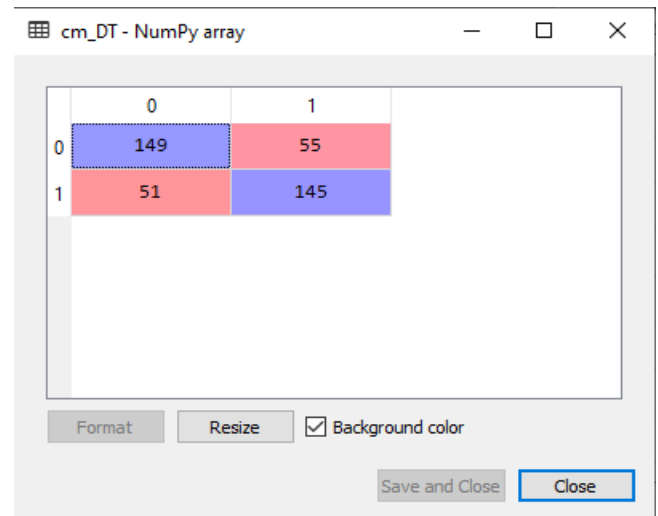 cm_DT - NumPy array
0 1
0 149 55
1 51 145
Format Resize Background color
Save and Close Close